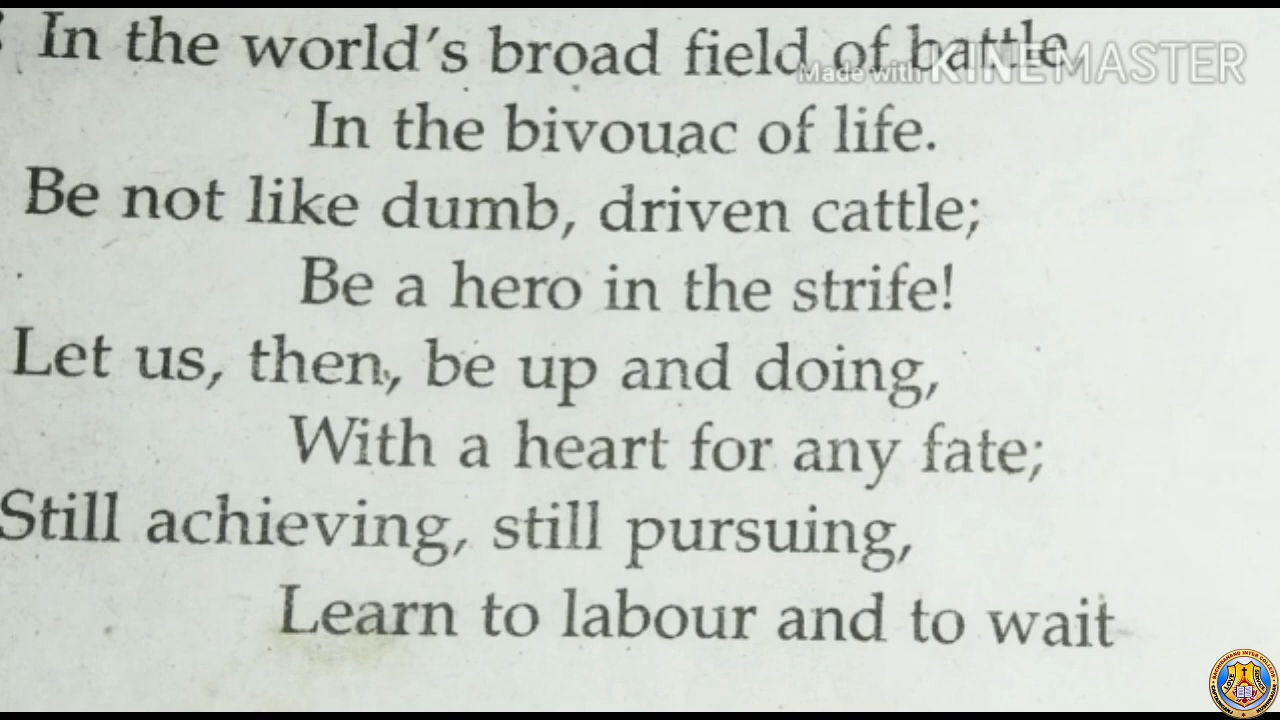 In the world's broad field of battle,
Made with KINEMASTER
In the bivouac of life.
Be not like dumb, driven cattle;
Be a hero in the strife!
Let us, then, be up and doing,
With a heart for any fate;
Still achieving, still pursuing,
Learn to labour and to wait